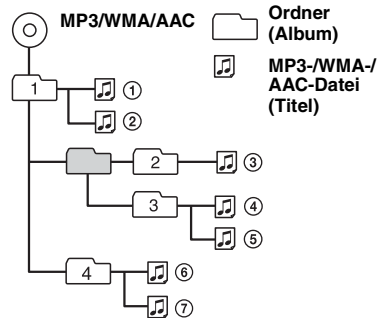 MP3/WMA/AAC
Ordner
(Album)
MP3-/WMA-/
AAC-Datei
(Titel)
1
①
②
2
③
3
④
⑤
4
⑥
⑦